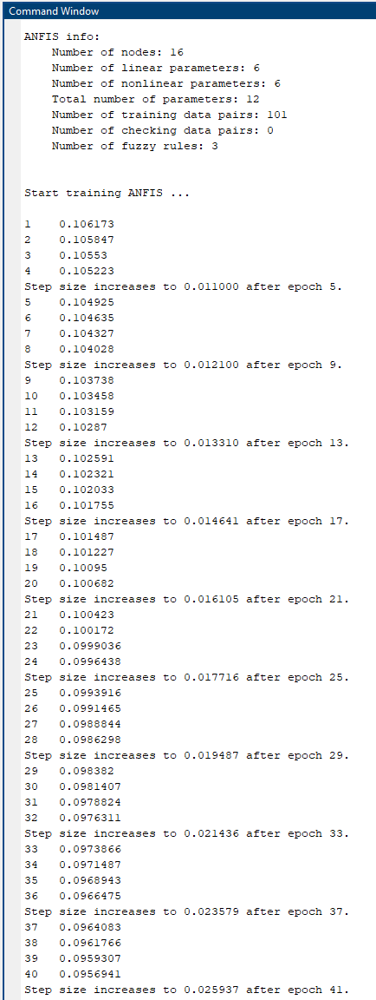 Command Window
ANFIS info:
Number of nodes: 16
Number of linear parameters: 6
Number of nonlinear parameters: 6
Total number of parameters: 12
Number of training data pairs: 101
Number of checking data pairs: 0
Number of fuzzy rules: 3
Start training ANFIS ...
1 0.106173
2 0.105847
3 0.10553
4 0.105223
Step size increases to 0.011000 after epoch 5.
5 0.104925
6 0.104635
7 0.104327
8 0.104028
Step size increases to 0.012100 after epoch 9.
9 0.103738
10 0.103458
11 0.103159
12 0.10287
Step size increases to 0.013310 after epoch 13.
13 0.102591
14 0.102321
15 0.102033
16 0.101755
Step size increases to 0.014641 after epoch 17.
17 0.101487
18 0.101227
19 0.10095
20 0.100682
Step size increases to 0.016105 after epoch 21.
21 0.100423
22 0.100172
23 0.0999036
24 0.0996438
Step size increases to 0.017716 after epoch 25.
25 0.0993916
26 0.0991465
27 0.0988844
28 0.0986298
Step size increases to 0.019487 after epoch 29.
29 0.098382
30 0.0981407
31 0.0978824
32 0.0976311
Step size increases to 0.021436 after epoch 33.
33 0.0973866
34 0.0971487
35 0.0968943
36 0.0966475
Step size increases to 0.023579 after epoch 37.
37 0.0964083
38 0.0961766
39 0.0959307
40 0.0956941
Step size increases to 0.025937 after epoch 41.